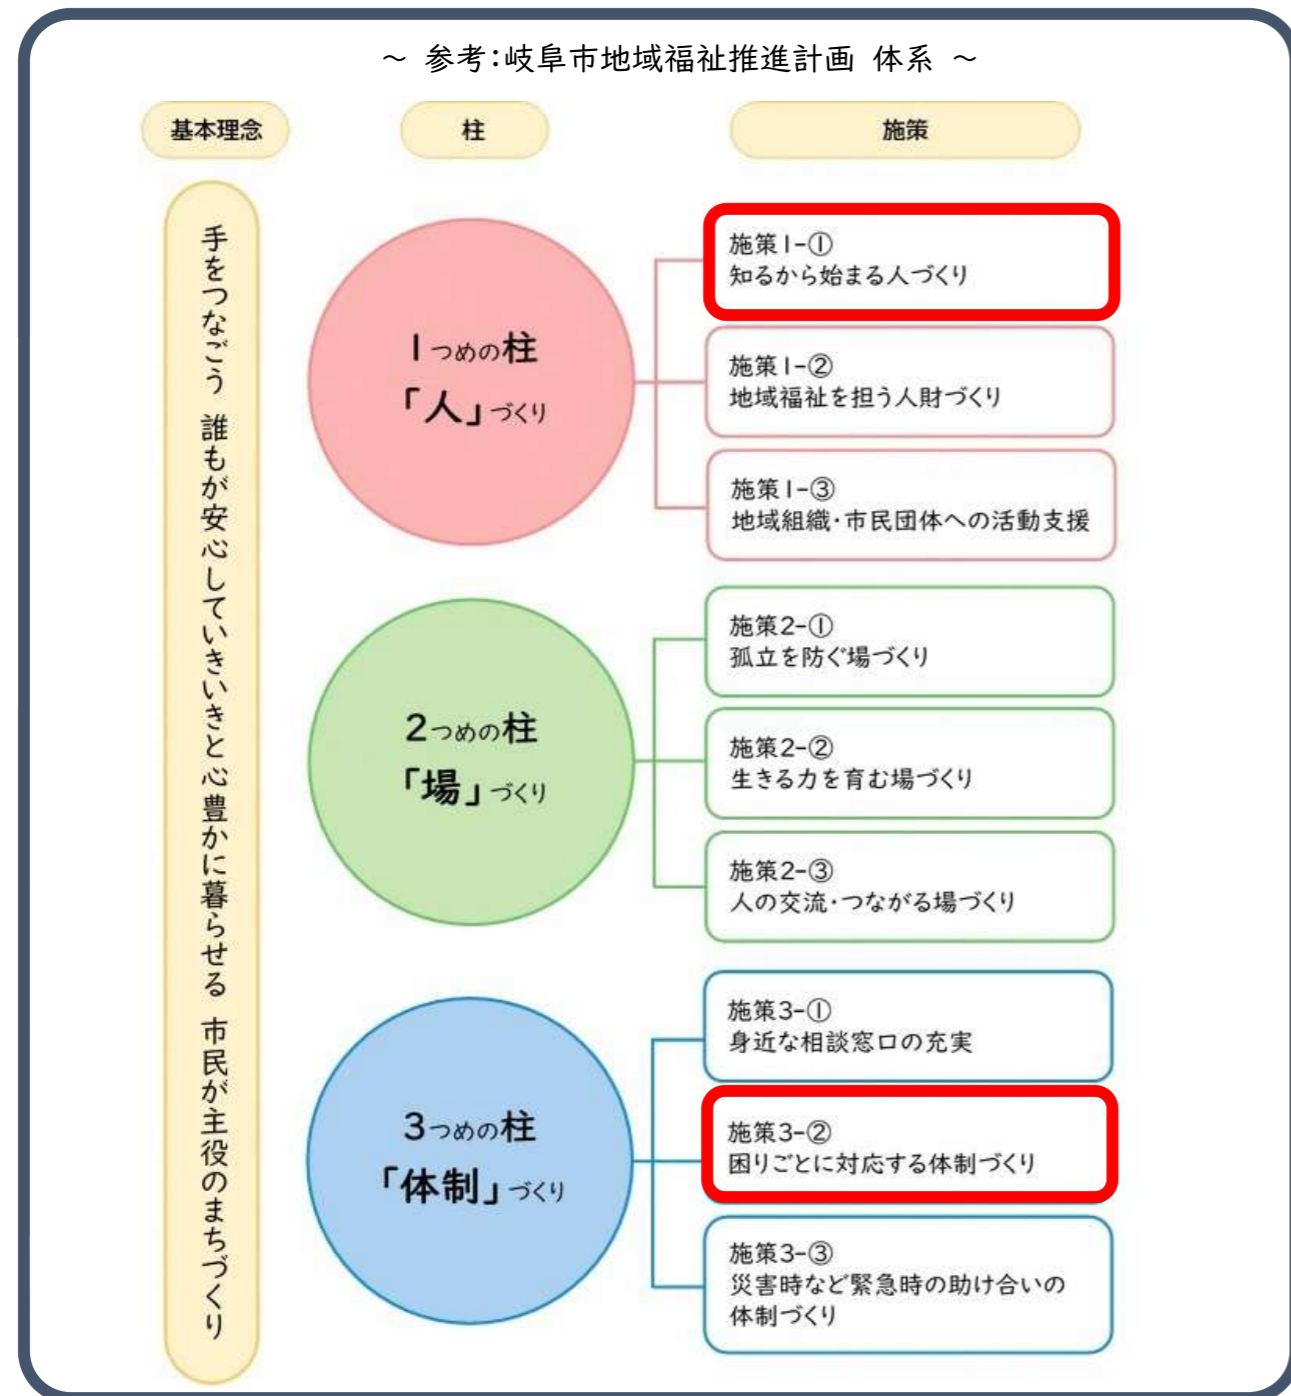 ～ 参考:岐阜市地域福祉推進計画 体系 ～
基本理念
柱
施策
手をつなごう 誰もが安心していきいきと心豊かに暮らせる 市民が主役のまちづくり
1つめの柱
「人」づくり
施策1-①
知るから始まる人づくり
施策1-②
地域福祉を担う人財づくり
施策1-③
地域組織・市民団体への活動支援
2つめの柱
「場」づくり
施策2-①
孤立を防ぐ場づくり
施策2-②
生きる力を育む場づくり
施策2-③
人の交流・つながる場づくり
3つめの柱
「体制」づくり
施策3-①
身近な相談窓口の充実
施策3-②
困りごとに対応する体制づくり
施策3-③
災害時など緊急時の助け合いの
体制づくり